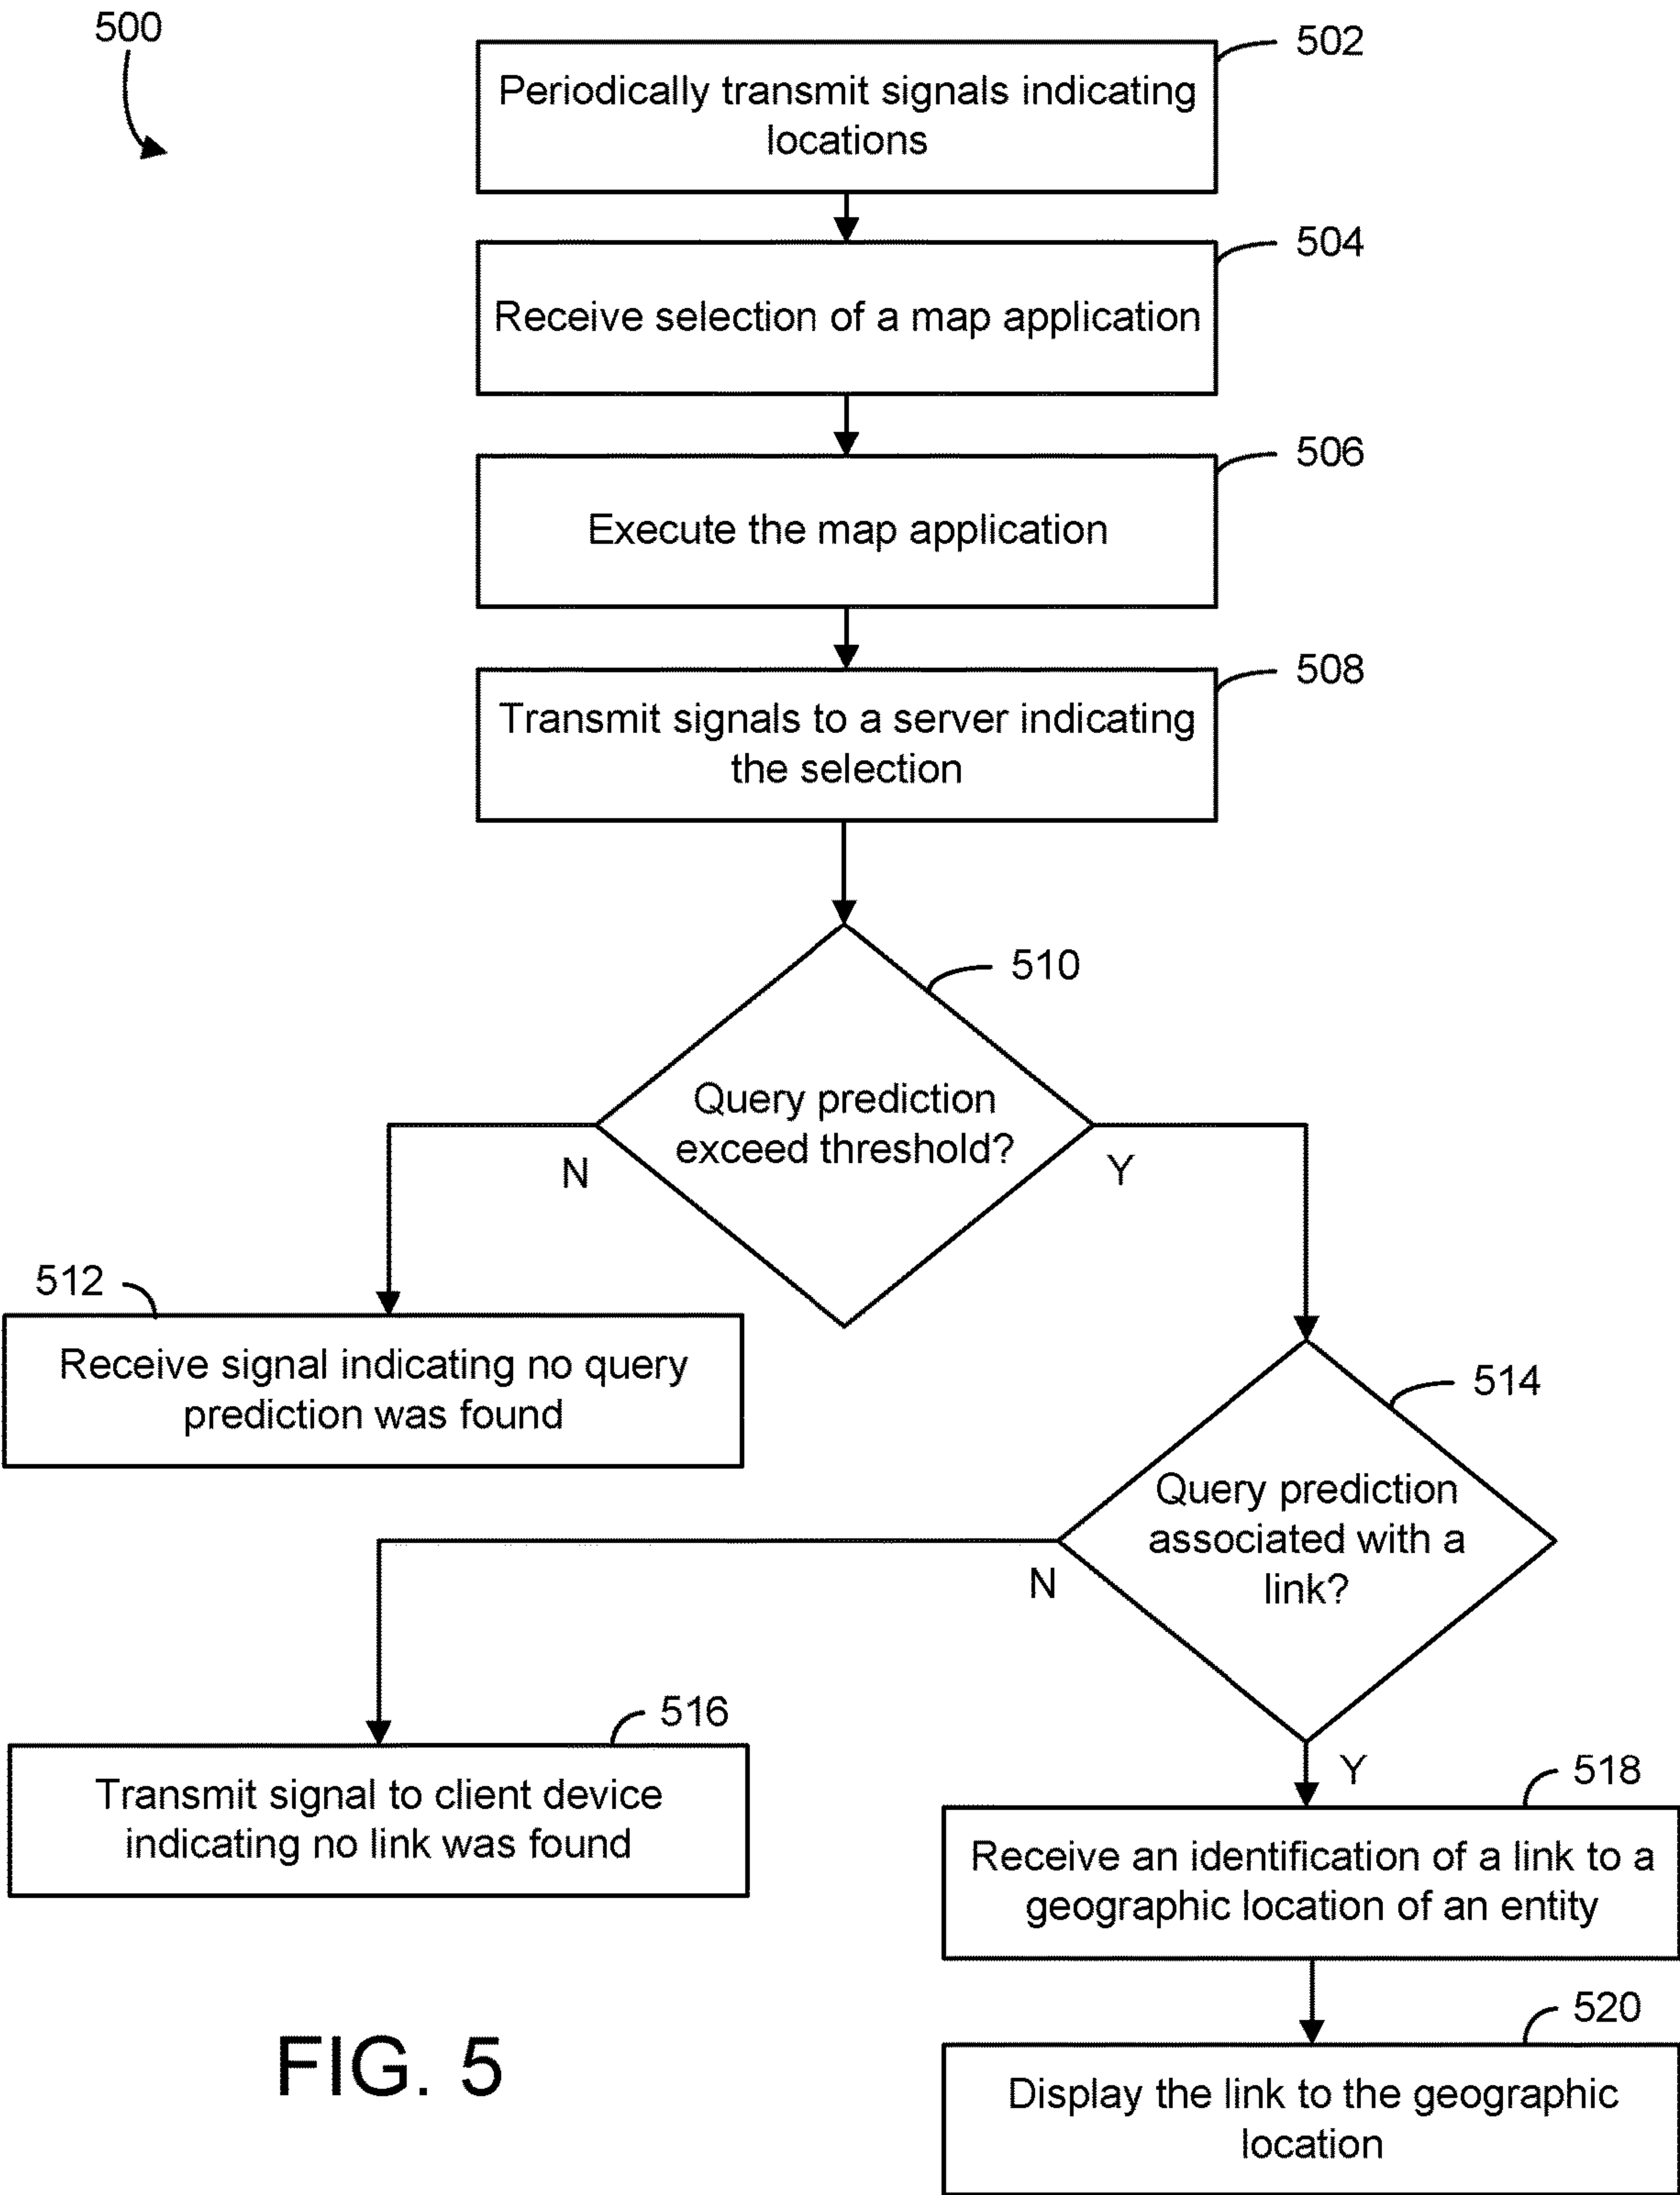 500
502
Periodically transmit signals indicating
locations
504
Receive selection of a map application
506
Execute the map application
508
Transmit signals to a server indicating
the selection
510
Query prediction
exceed threshold?
N
Y
512
Receive signal indicating no query
prediction was found
514
Query prediction
associated with a
link?
N
Y
516
Transmit signal to client device
indicating no link was found
518
Receive an identification of a link to a
geographic location of an entity
520
Display the link to the geographic
location
FIG. 5